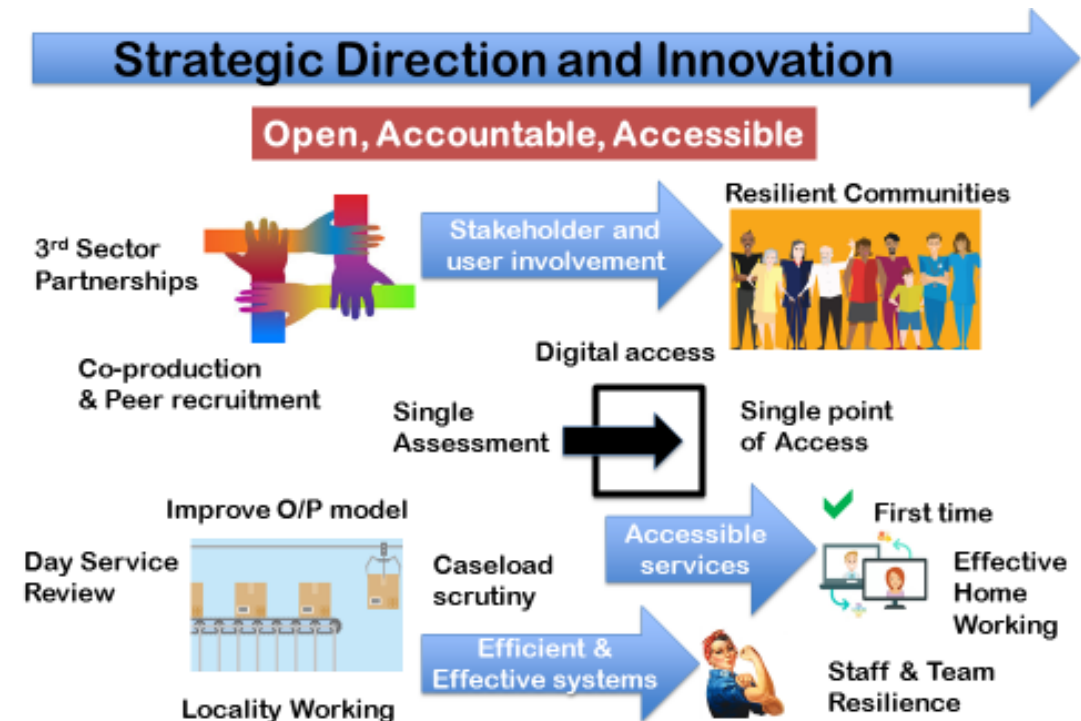 Strategic Direction and Innovation
Open, Accountable, Accessible
3rd Sector
Partnerships
Stakeholder and
user involvement
Resilient Communities
Co-production
& Peer recruitment
Digital access
Single
Assessment
Single point
of Access
Improve O/P model
Day Service
Review
Caseload
scrutiny
Accessible
services
First time
Effective
Home
Working
Efficient &
Effective systems
Staff & Team
Resilience
Locality Working